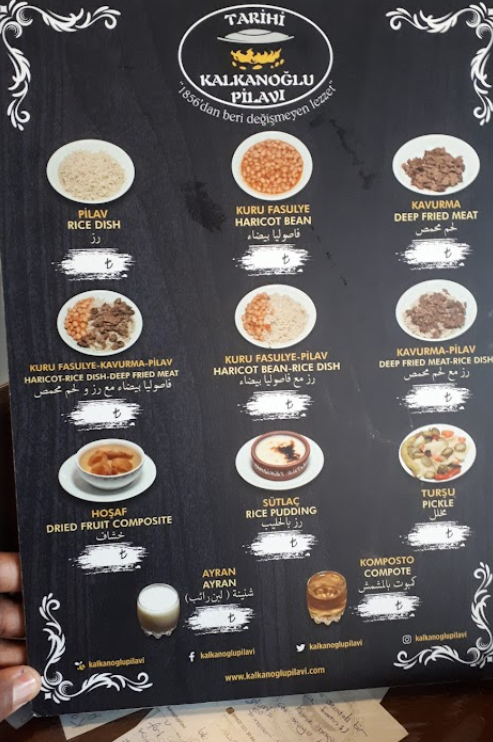 TARİHİ
KALKANOĞLU
PİLAVI
"1856'dan beri değişmeyen lezzet"
PİLAV
RICE DISH
رز
₺
KURU FASULYE
HARICOT BEAN
فاصوليا بيضاء
₺
KAVURMA
DEEP FRIED MEAT
لحم محمص
₺
KURU FASULYE-KAVURMA-PİLAV
HARICOT-RICE DISH-DEEP FRIED MEAT
فاصوليا بيضاء مع رز و لحم محمص
₺
KURU FASULYE-PİLAV
HARICOT BEAN-RICE DISH
رز مع فاصوليا بيضاء
₺
KAVURMA-PİLAV
DEEP FRIED MEAT-RICE DISH
رز مع لحم محمص
₺
HOŞAF
DRIED FRUIT COMPOSITE
خشاف
₺
SÜTLAÇ
RICE PUDDING
رز بالحليب
₺
TURŞU
PICKLE
مخلل
₺
AYRAN
AYRAN
شنينة (لبن رائب)
₺
KOMPOSTO
COMPOTE
كمبوت بالمشمش
₺
kalkanoglupilavi
kalkanoglupilavi
kalkanoglupilavi
kalkanoglupilavi
www.kalkanoglupilavi.com